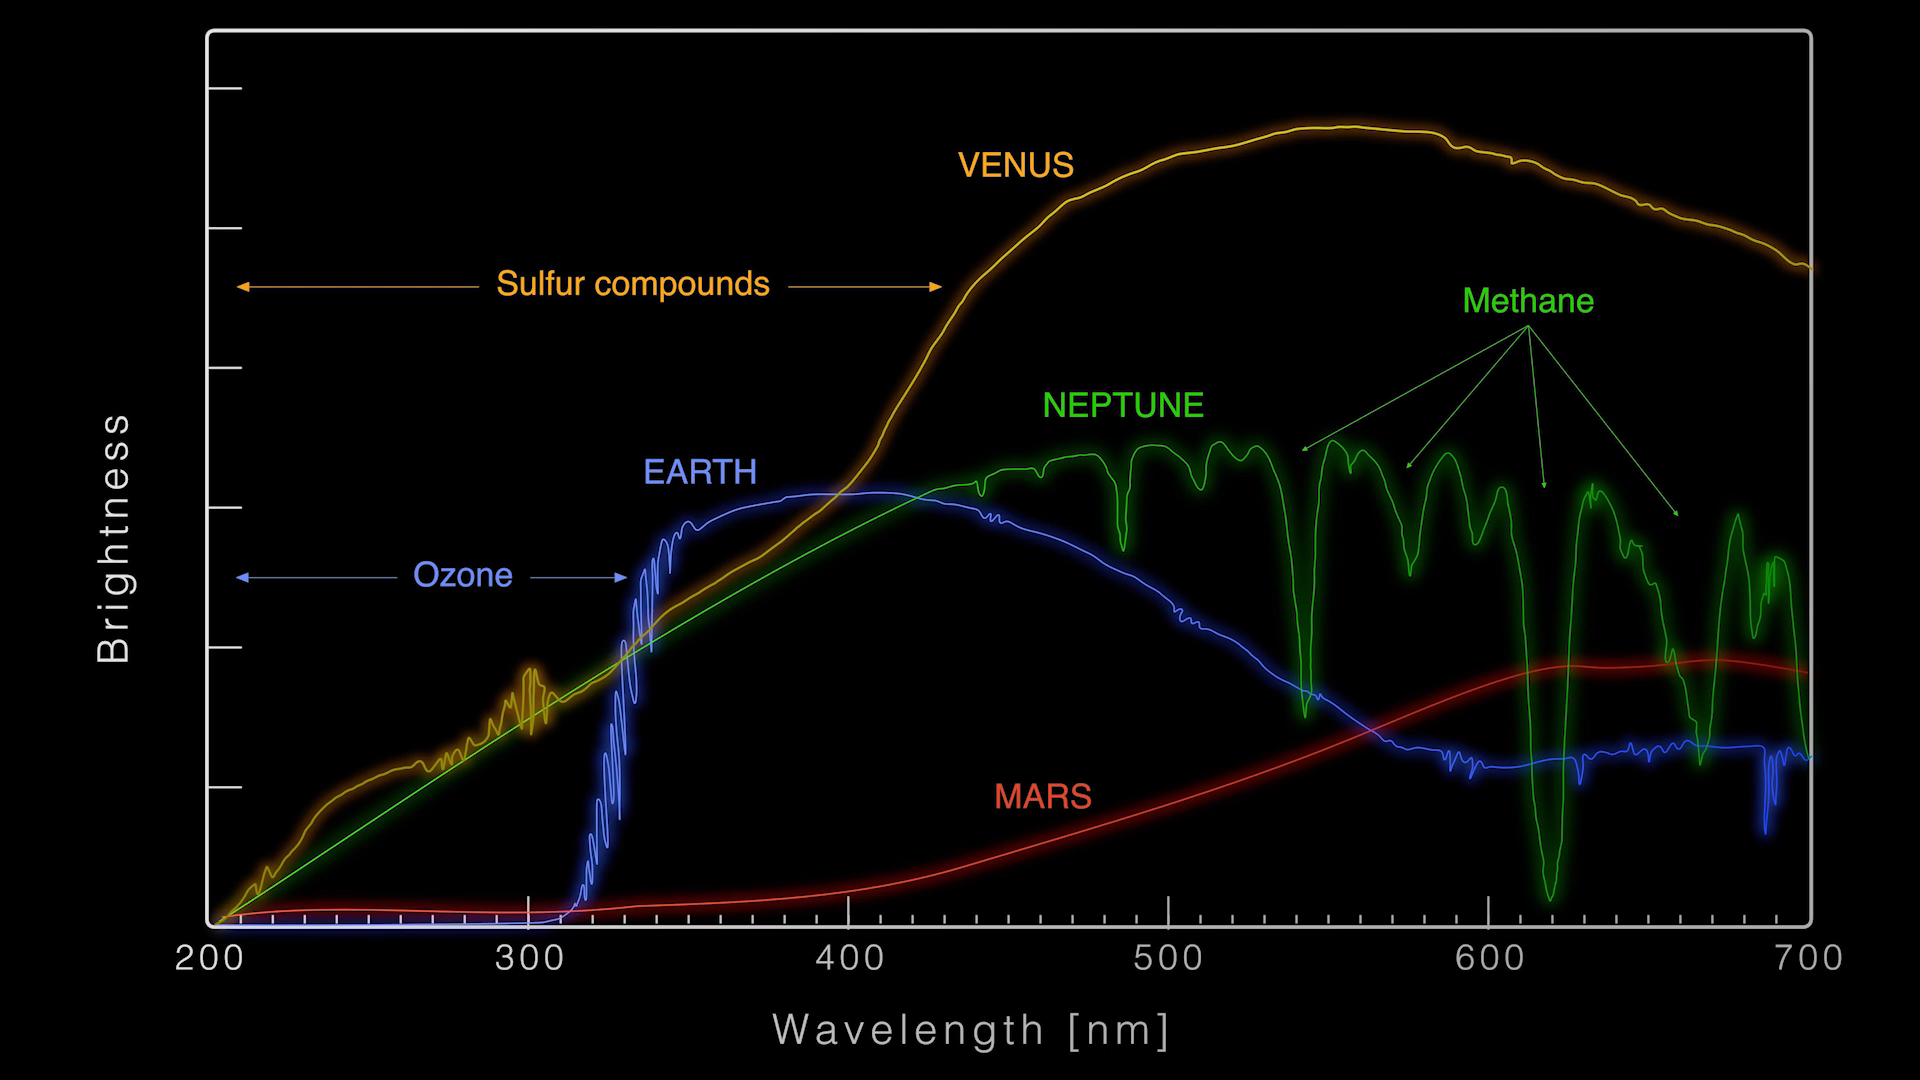 VENUS
Sulfur compounds
Methane
NEPTUNE
EARTH
Ozone
MARS
Brightness
200 300 400 500 600 700
Wavelength [nm]